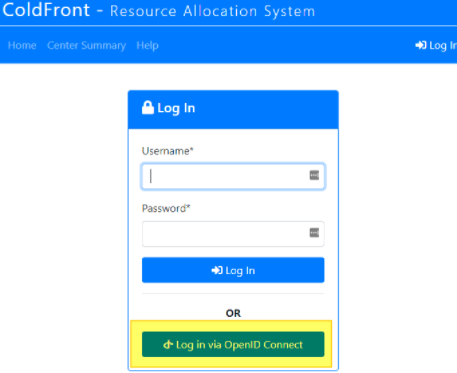 ColdFront - Resource Allocation System
Home Center Summary Help Log In
Log In
Username*
Password*
Log In
OR
Log in via OpenID Connect